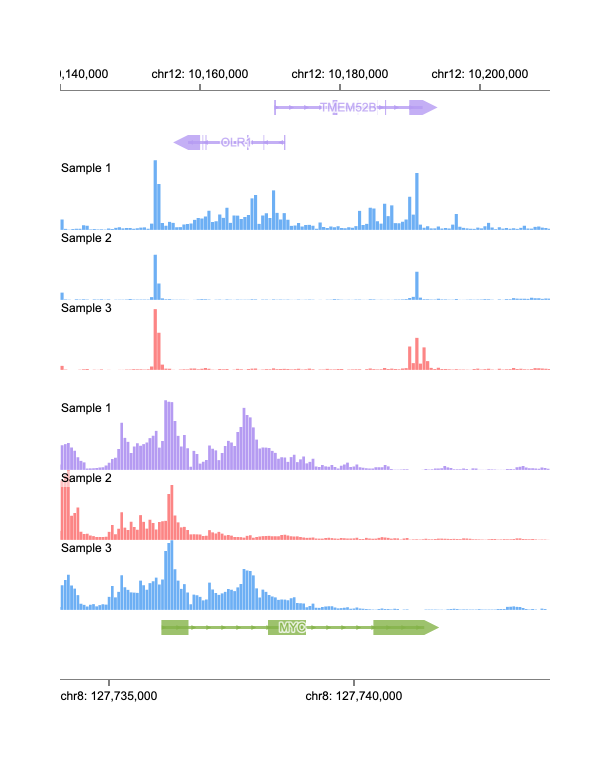 ),140,000 chr12: 10,160,000 chr12: 10,180,000 chr12: 10,200,000
TMEM52B
OLR1
Sample 1
Sample 2
Sample 3
Sample 1
Sample 2
Sample 3
MYC
chr8: 127,735,000 chr8: 127,740,000